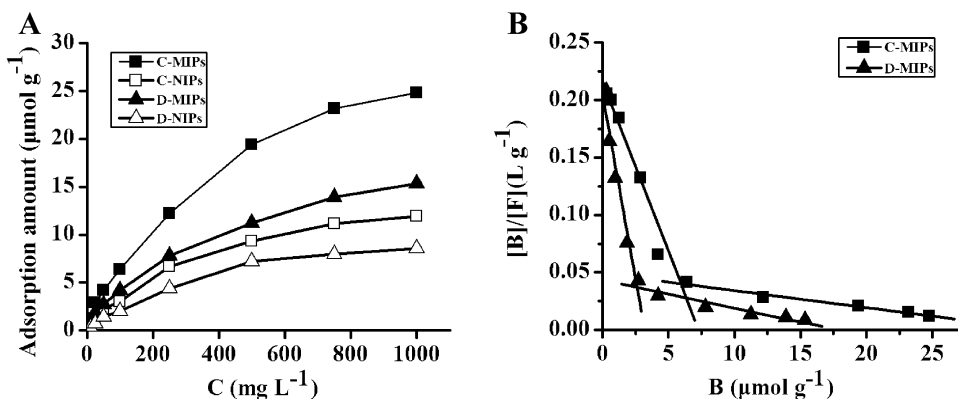 A
30
25
20
15
10
5
0
Adsorption amount (μmol g⁻¹)
C-MIPs
C-NIPs
D-MIPs
D-NIPs
0 200 400 600 800 1000
C (mg L⁻¹)
B
0.25
0.20
0.15
0.10
0.05
0.00
[B]/[F](L g⁻¹)
C-MIPs
D-MIPs
0 5 10 15 20 25
B (μmol g⁻¹)